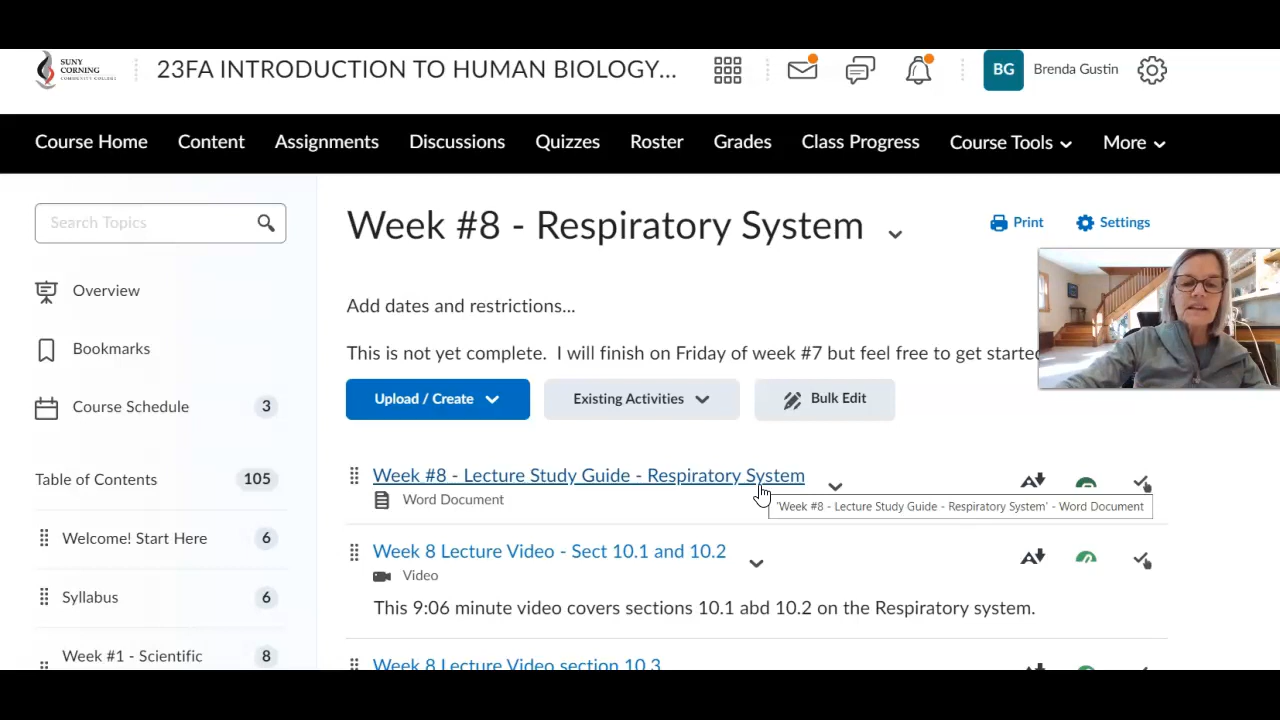 SUNY
CORNING
COMMUNITY COLLEGE
23FA INTRODUCTION TO HUMAN BIOLOGY...
BG
Brenda Gustin
Course Home
Content
Assignments
Discussions
Quizzes
Roster
Grades
Class Progress
Course Tools
More
Search Topics
Overview
Bookmarks
Course Schedule
3
Table of Contents
105
Welcome! Start Here
6
Syllabus
6
Week #1 - Scientific
8
Week #8 - Respiratory System
Print
Settings
Add dates and restrictions...
This is not yet complete. I will finish on Friday of week #7 but feel free to get started
Upload / Create
Existing Activities
Bulk Edit
Week #8 - Lecture Study Guide - Respiratory System
Word Document
'Week #8 - Lecture Study Guide - Respiratory System' - Word Document
Week 8 Lecture Video - Sect 10.1 and 10.2
Video
This 9:06 minute video covers sections 10.1 abd 10.2 on the Respiratory system.
Week 8 Lecture Video section 10.3